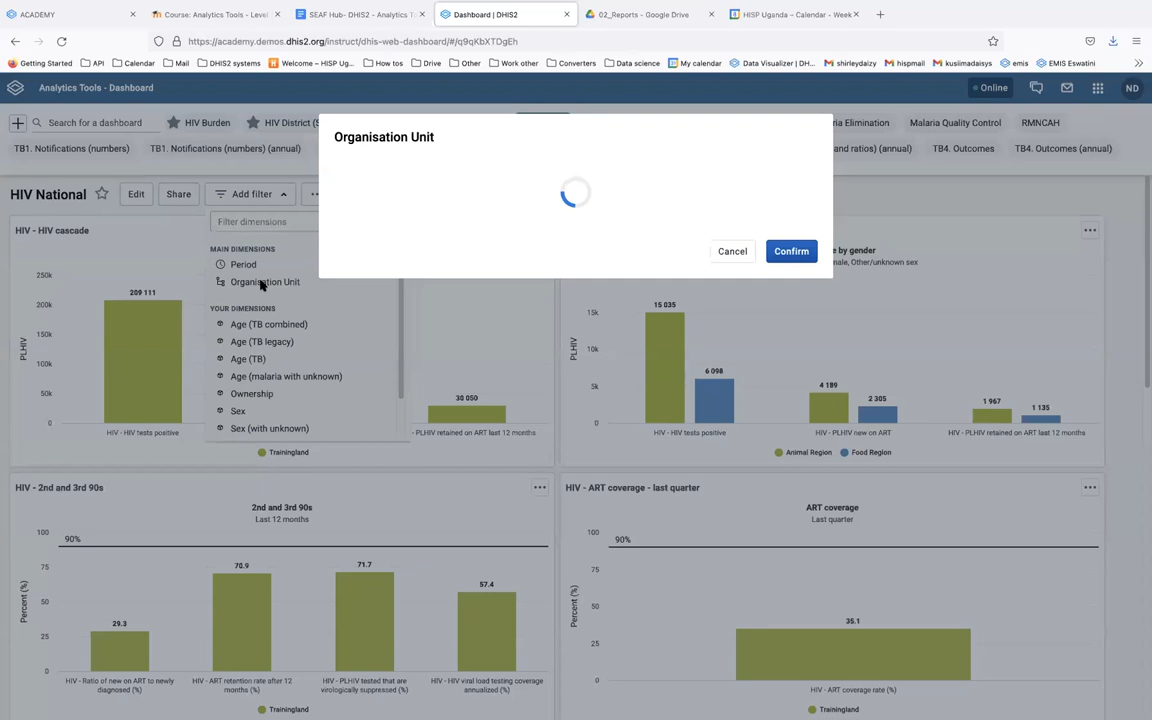 ACADEMY
Course: Analytics Tools – Level
SEAF Hub- DHIS2 - Analytics T
Dashboard | DHIS2
02_Reports - Google Drive
HISP Uganda – Calendar - Week
https://academy.demos.dhis2.org/instruct/dhis-web-dashboard/#/q9qKbXTDgEh
Getting Started
API
Calendar
Mail
DHIS2 systems
Welcome – HISP Ug...
How tos
Drive
Other
Work other
Converters
Data science
My calendar
Data Visualizer | DH...
shirleydaizy
hispmail
kusiimadaisys
emis
EMIS Eswatini
Analytics Tools - Dashboard
Online
ND
Search for a dashboard
HIV Burden
HIV District (S
ria Elimination
Malaria Quality Control
RMNCAH
TB1. Notifications (numbers)
TB1. Notifications (numbers) (annual)
and ratios) (annual)
TB4. Outcomes
TB4. Outcomes (annual)
HIV National
Edit
Share
Add filter
Organisation Unit
Cancel
Confirm
Filter dimensions
MAIN DIMENSIONS
Period
Organisation Unit
YOUR DIMENSIONS
Age (TB combined)
Age (TB legacy)
Age (TB)
Age (malaria with unknown)
Ownership
Sex
Sex (with unknown)
HIV - HIV cascade
250k
200k
150k
100k
50k
0
PLHIV
209 111
30 050
HIV - HIV tests positive
- PLHIV retained on ART last 12 months
Trainingland
e by gender
male, Other/unknown sex
15k
10k
5k
0
PLHIV
15 035
6 098
4 189
2 305
1 967
1 135
HIV - HIV tests positive
HIV - PLHIV new on ART
HIV - PLHIV retained on ART last 12 months
Animal Region
Food Region
HIV - 2nd and 3rd 90s
2nd and 3rd 90s
Last 12 months
100
75
50
25
0
Percent (%)
90%
29.3
70.9
71.7
57.4
HIV - Ratio of new on ART to newly
diagnosed (%)
HIV - ART retention rate after 12
months (%)
HIV - PLHIV tested that are
virologically suppressed (%)
HIV - HIV viral load testing coverage
annualized (%)
Trainingland
HIV - ART coverage - last quarter
ART coverage
Last quarter
100
75
50
25
0
Percent (%)
90%
35.1
HIV - ART coverage rate (%)
Trainingland